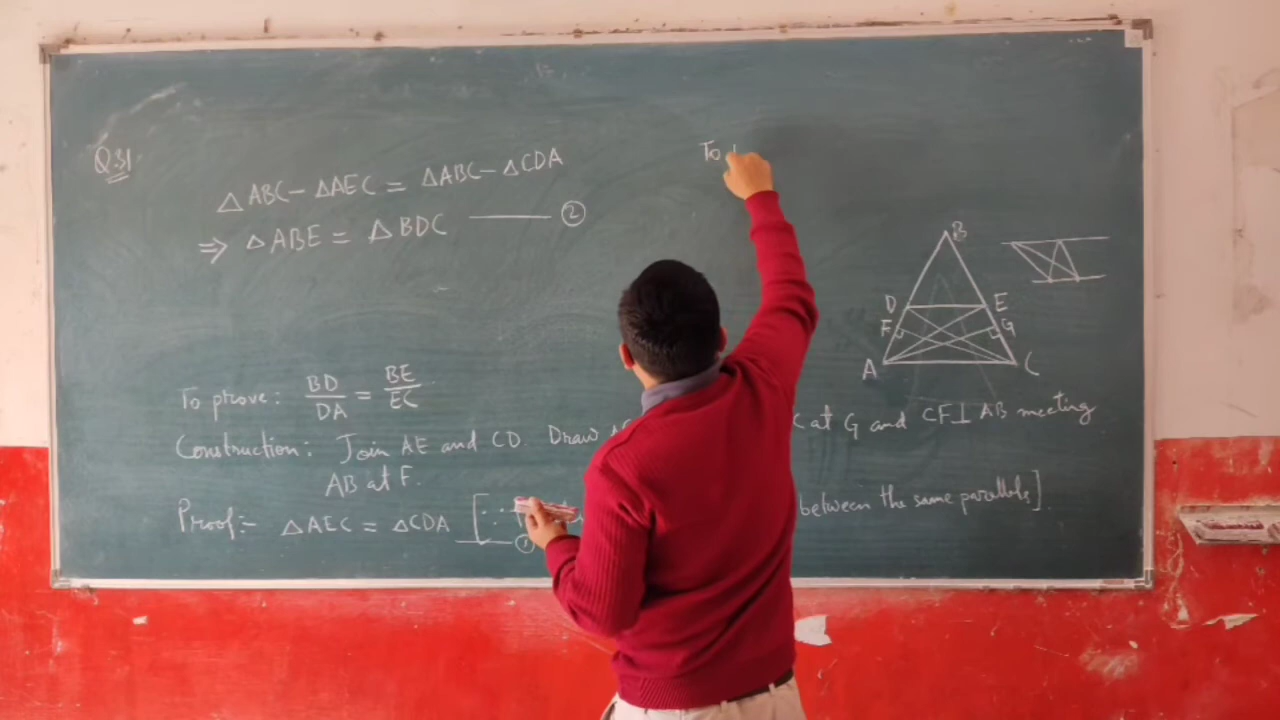 Q.31
△ABC - △AEC = △ABC - △CDA
⇒ △ABE = △BDC ——— ②
To
B
D E
F G
A C
To prove: BD/DA = BE/EC
Construction: Join AE and CD Draw at G and CF⊥AB meeting
AB at F.
Proof:- △AEC = △CDA [∵ between the same parallels].
——— ①